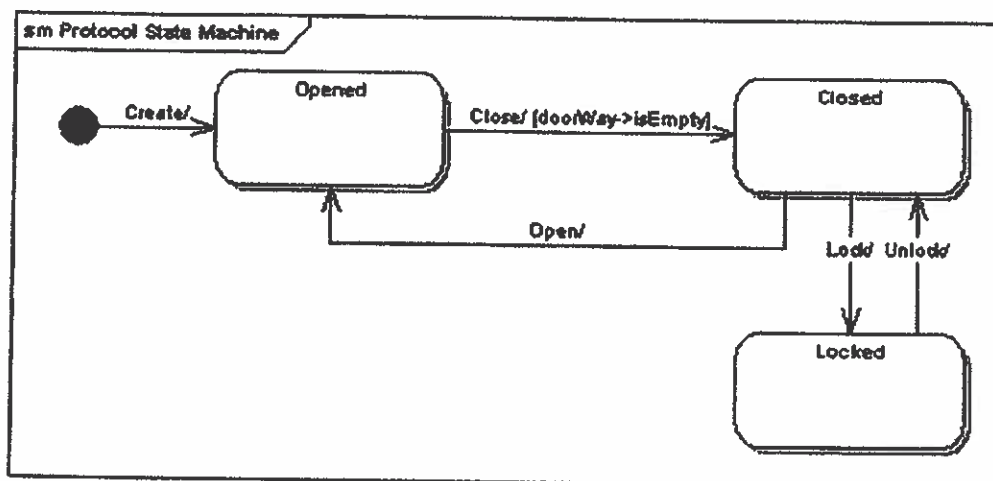 sm Protocol State Machine
Opened
Closed
Create/
Close/ [doorWay->isEmpty]
Open/
Lock/ Unlock/
Locked